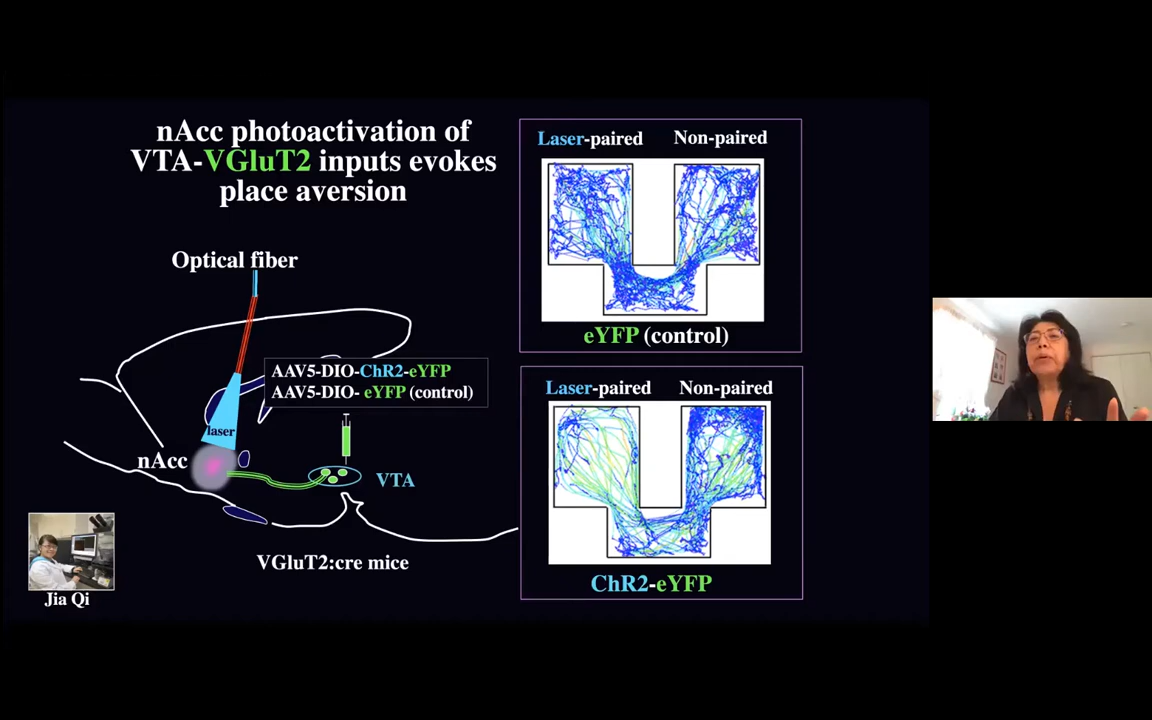 nAcc photoactivation of
VTA-VGluT2 inputs evokes
place aversion
Optical fiber
AAV5-DIO-ChR2-eYFP
AAV5-DIO- eYFP (control)
laser
nAcc
VTA
VGluT2:cre mice
Jia Qi
Laser-paired Non-paired
eYFP (control)
Laser-paired Non-paired
ChR2-eYFP